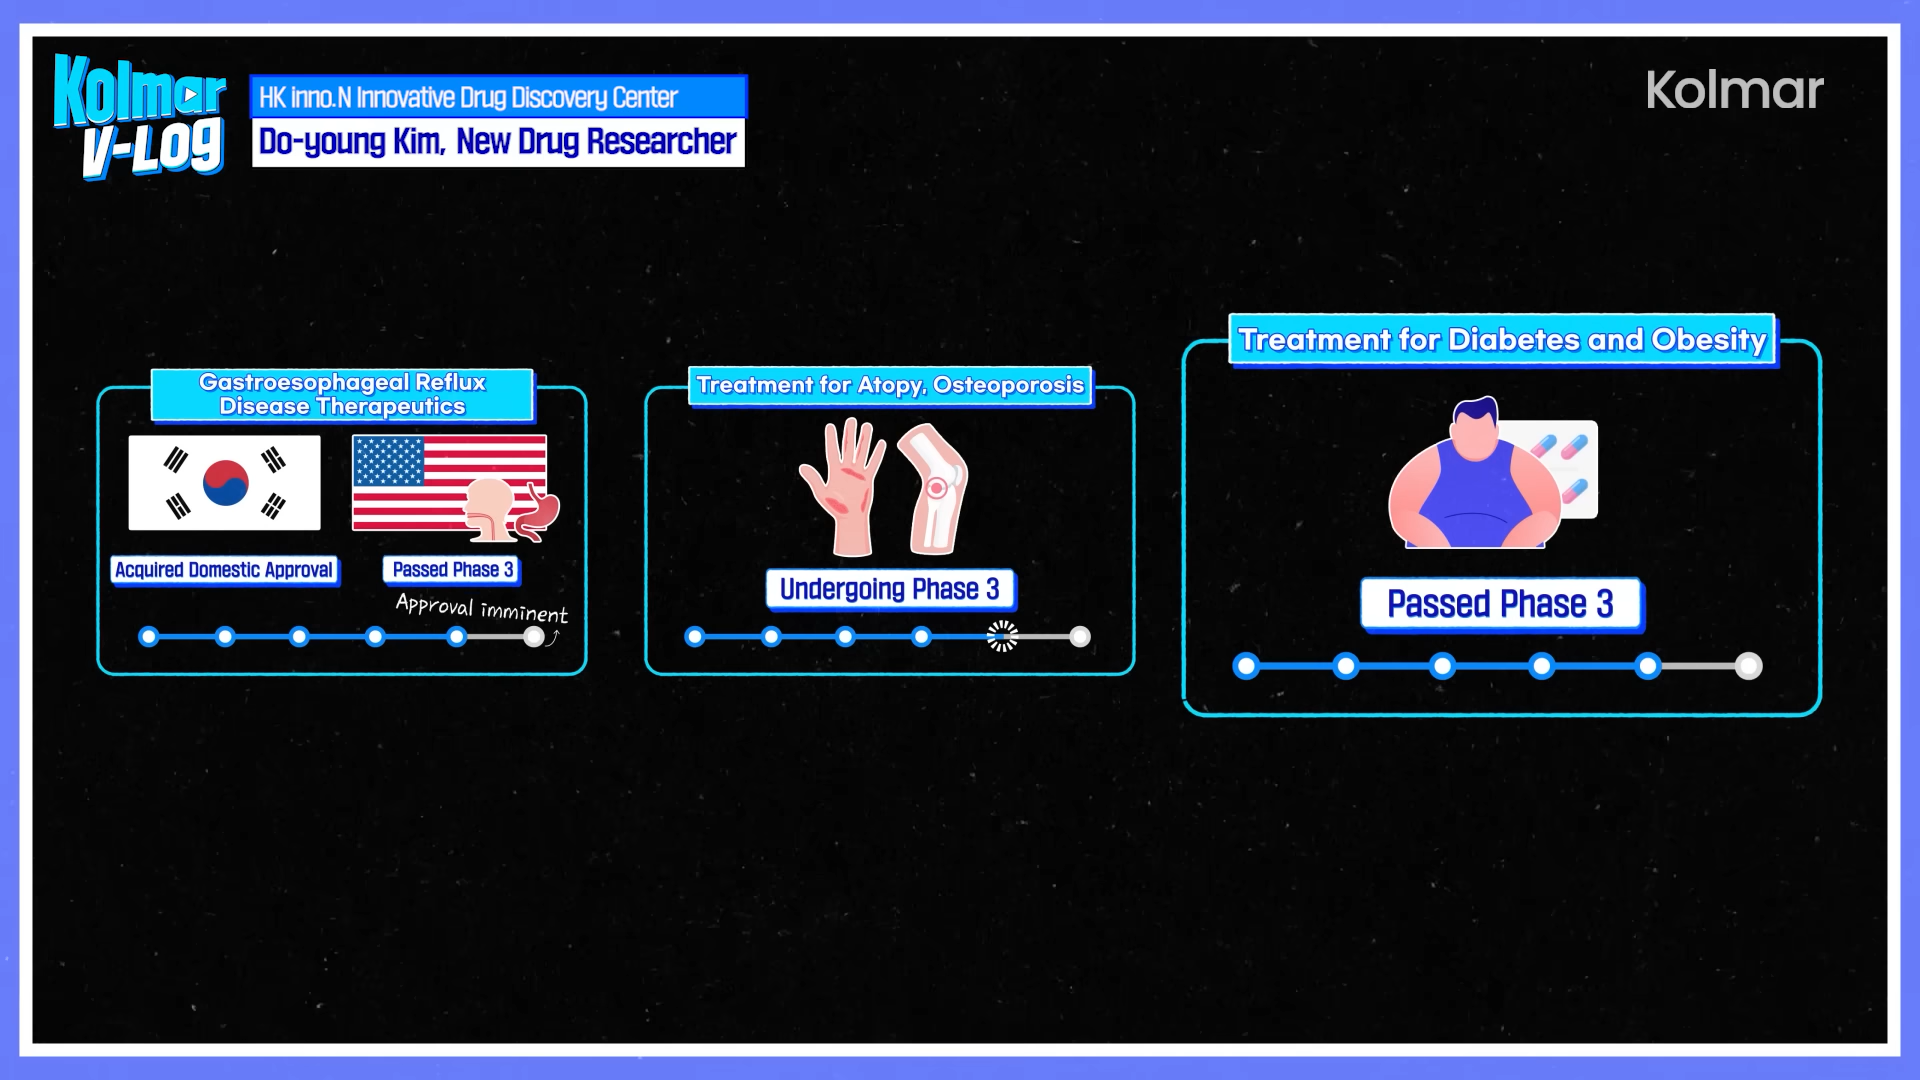 Kolmar
V-Log
HK inno.N Innovative Drug Discovery Center
Do-young Kim, New Drug Researcher
Kolmar
Gastroesophageal Reflux
Disease Therapeutics
Acquired Domestic Approval
Passed Phase 3
Approval imminent
Treatment for Atopy, Osteoporosis
Undergoing Phase 3
Treatment for Diabetes and Obesity
Passed Phase 3